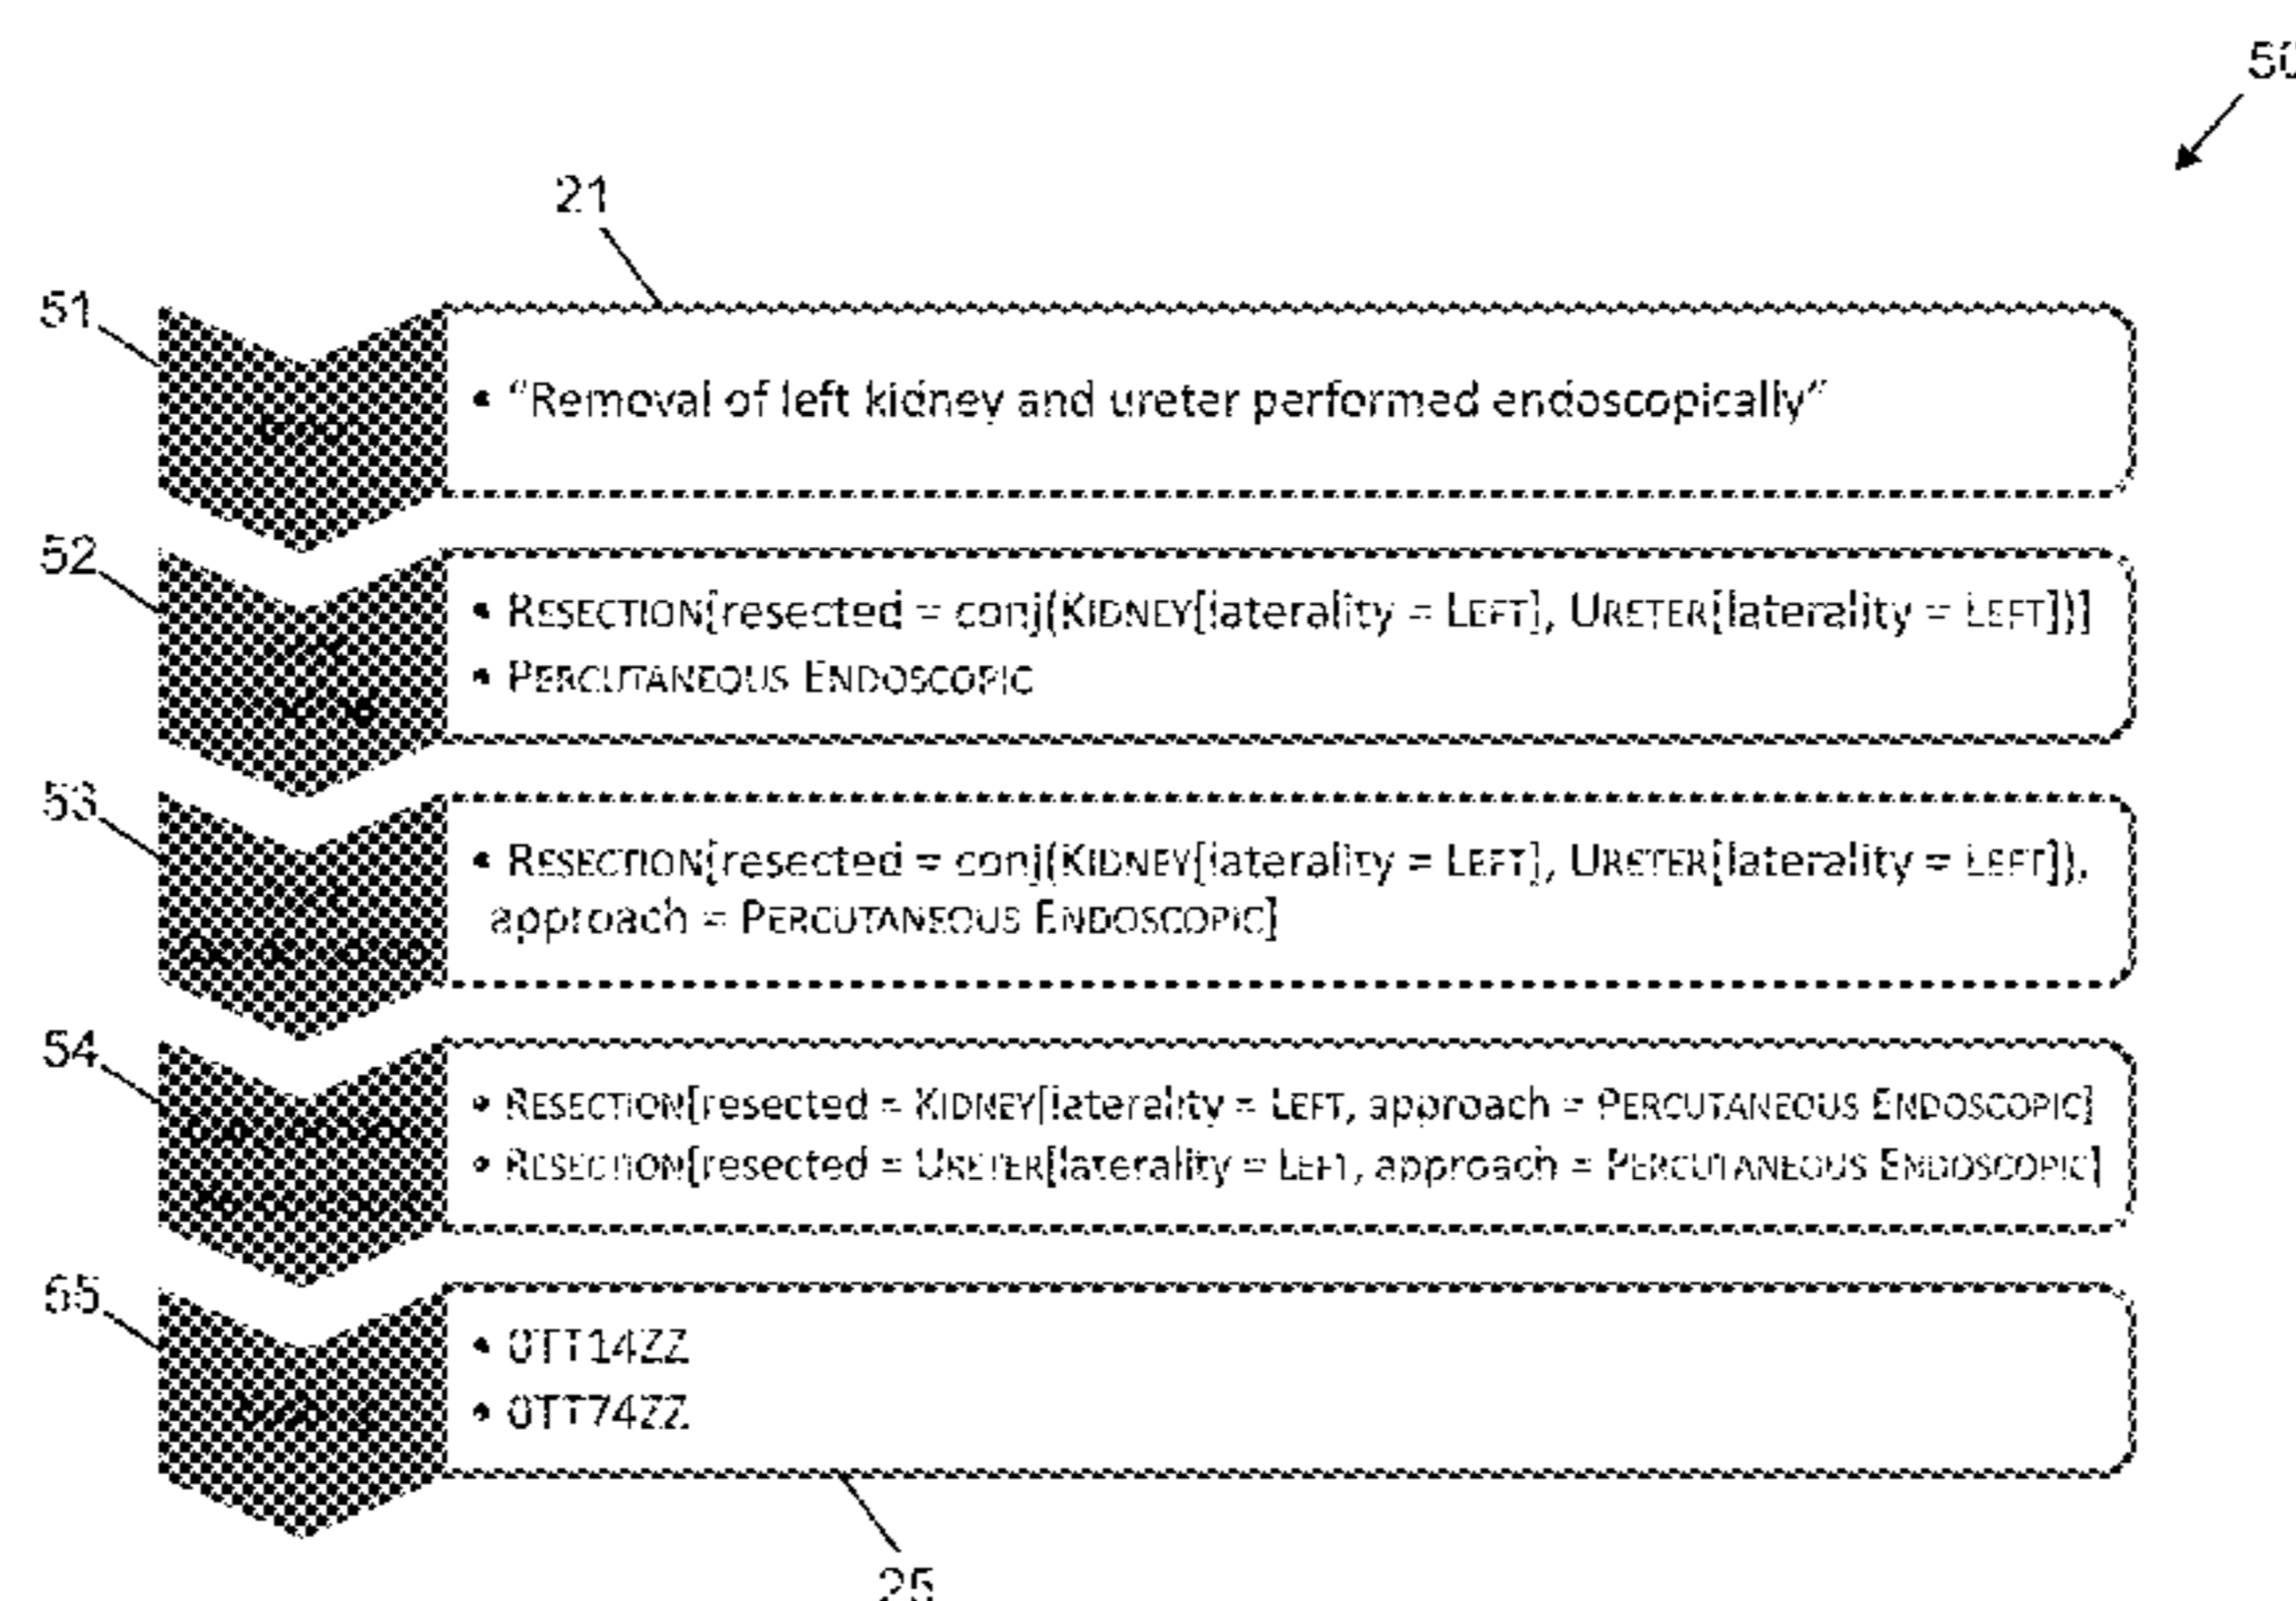 50
21
51
• “Removal of left kidney and ureter performed endoscopically”
52
• RESECTION[resected = conj(KIDNEY[laterality = LEFT], URETER[laterality = LEFT])]
• PERCUTANEOUS ENDOSCOPIC
53
• RESECTION[resected = conj(KIDNEY[laterality = LEFT], URETER[laterality = LEFT]),
approach = PERCUTANEOUS ENDOSCOPIC]
54
• RESECTION[resected = KIDNEY[laterality = LEFT, approach = PERCUTANEOUS ENDOSCOPIC]
• RESECTION[resected = URETER[laterality = LEFT, approach = PERCUTANEOUS ENDOSCOPIC]
55
• 0TT14ZZ
• 0TT74ZZ
25